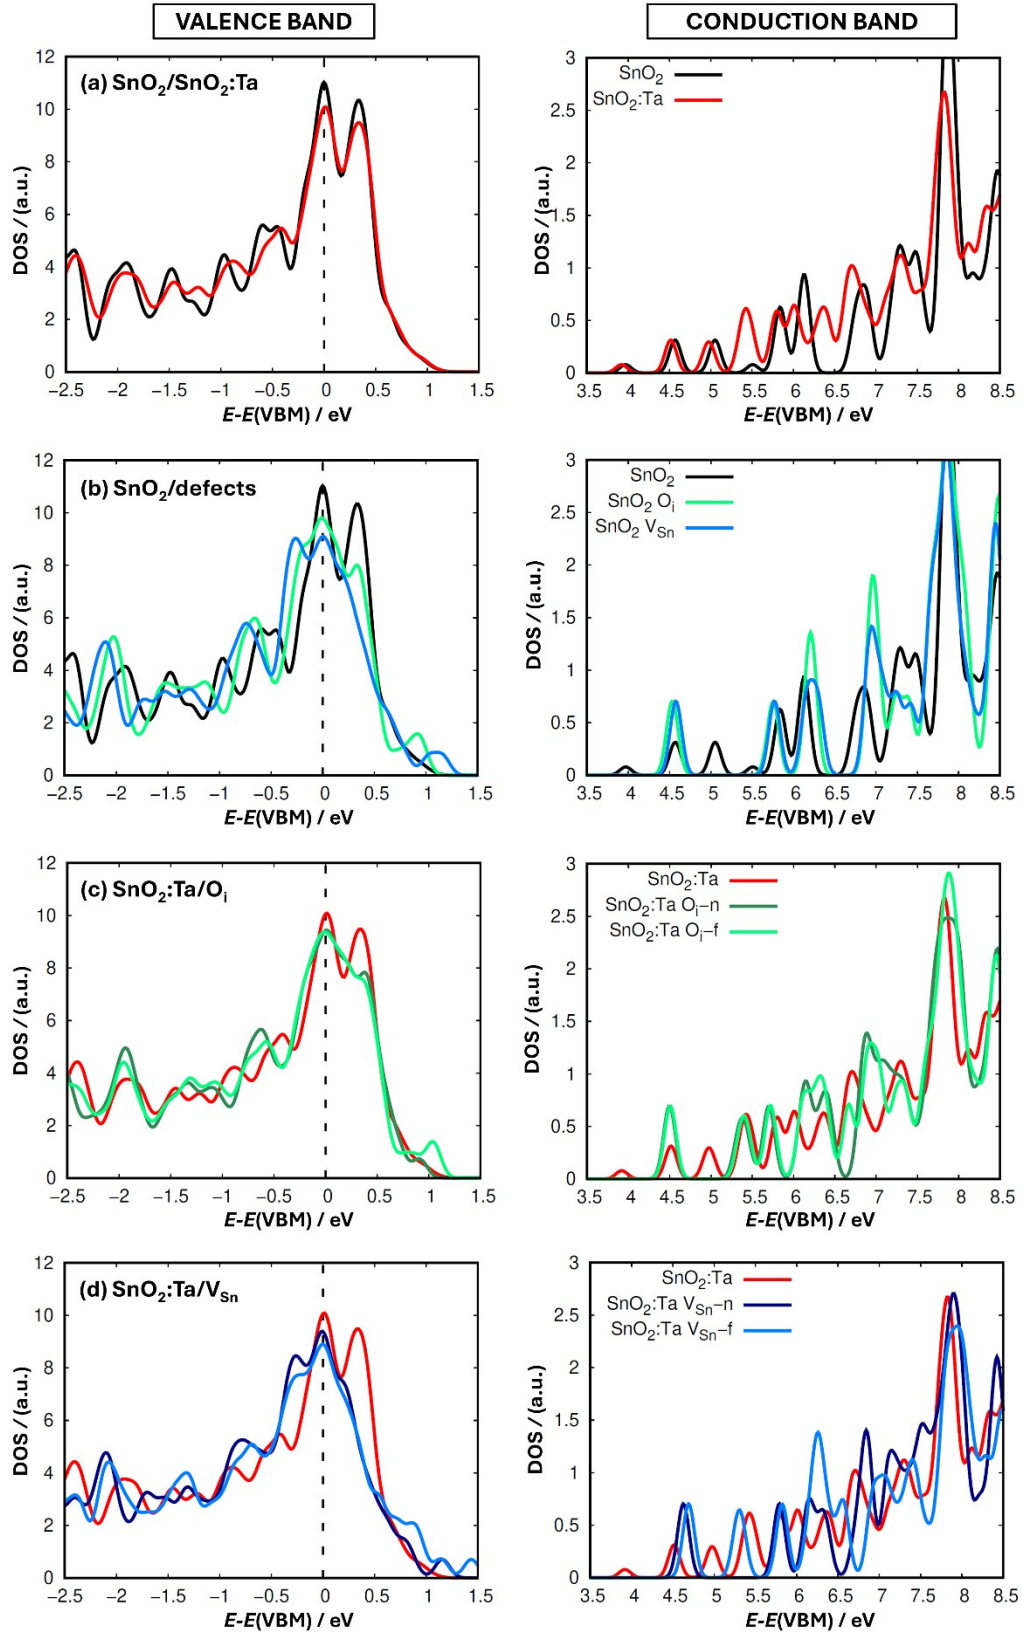 VALENCE BAND
CONDUCTION BAND
(a) SnO2/SnO2:Ta
12
10
8
6
4
2
0
DOS / (a.u.)
−2.5 −2 −1.5 −1 −0.5 0 0.5 1 1.5
E-E(VBM) / eV
SnO2
SnO2:Ta
3
2.5
2
1.5
1
0.5
0
DOS / (a.u.)
3.5 4 4.5 5 5.5 6 6.5 7 7.5 8 8.5
E-E(VBM) / eV
(b) SnO2/defects
12
10
8
6
4
2
0
DOS / (a.u.)
−2.5 −2 −1.5 −1 −0.5 0 0.5 1 1.5
E-E(VBM) / eV
SnO2
SnO2 Oi
SnO2 VSn
3
2.5
2
1.5
1
0.5
0
DOS / (a.u.)
3.5 4 4.5 5 5.5 6 6.5 7 7.5 8 8.5
E-E(VBM) / eV
(c) SnO2:Ta/Oi
12
10
8
6
4
2
0
DOS / (a.u.)
−2.5 −2 −1.5 −1 −0.5 0 0.5 1 1.5
E-E(VBM) / eV
SnO2:Ta
SnO2:Ta Oi−n
SnO2:Ta Oi−f
3
2.5
2
1.5
1
0.5
0
DOS / (a.u.)
3.5 4 4.5 5 5.5 6 6.5 7 7.5 8 8.5
E-E(VBM) / eV
(d) SnO2:Ta/VSn
12
10
8
6
4
2
0
DOS / (a.u.)
−2.5 −2 −1.5 −1 −0.5 0 0.5 1 1.5
E-E(VBM) / eV
SnO2:Ta
SnO2:Ta VSn−n
SnO2:Ta VSn−f
3
2.5
2
1.5
1
0.5
0
DOS / (a.u.)
3.5 4 4.5 5 5.5 6 6.5 7 7.5 8 8.5
E-E(VBM) / eV